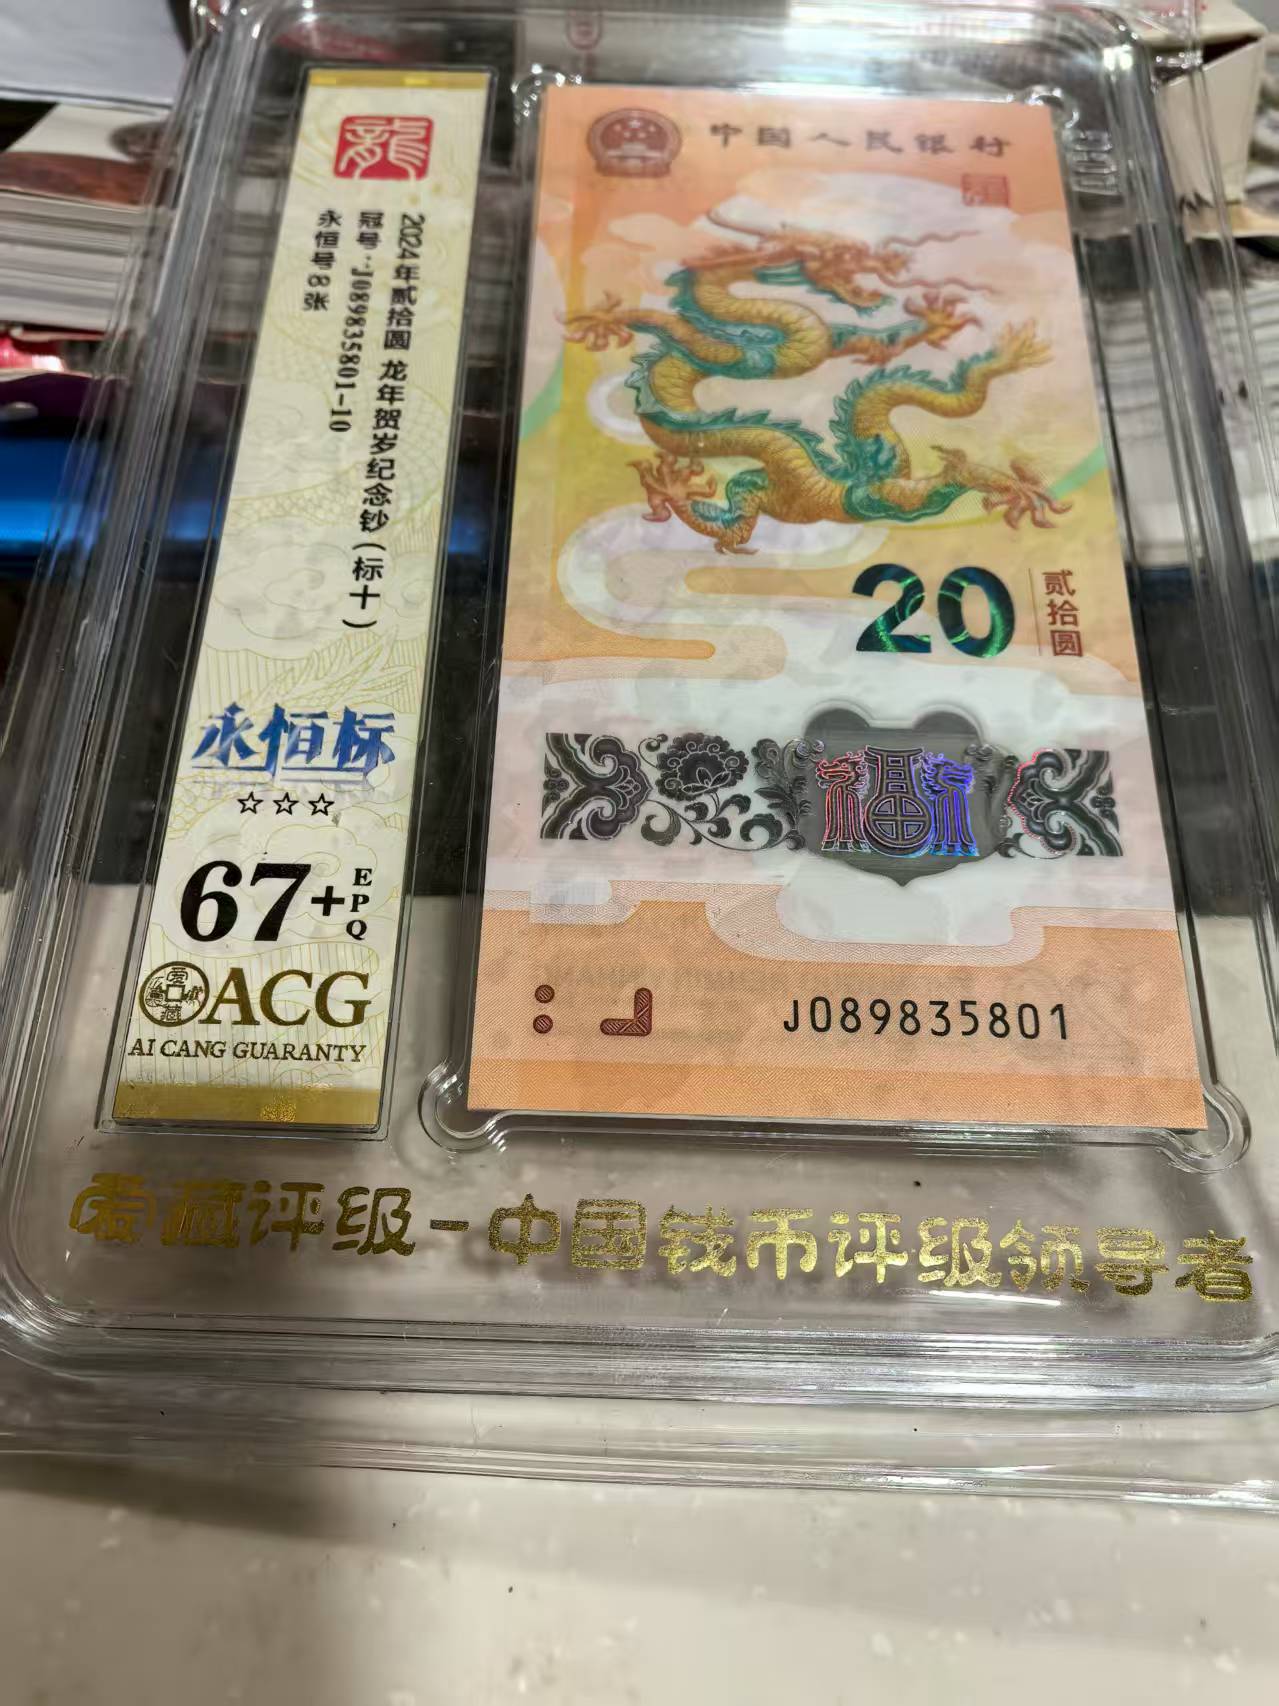 龍
2024年贰拾圆 龙年贺岁纪念钞(标十)
冠号:J089835801-10
永恒号8张
永恒标
☆☆☆
67+EPQ
ACG
AI CANG GUARANTY
中国人民银行
20
贰拾圆
福
J089835801
爱藏评级-中国钱币评级领导者